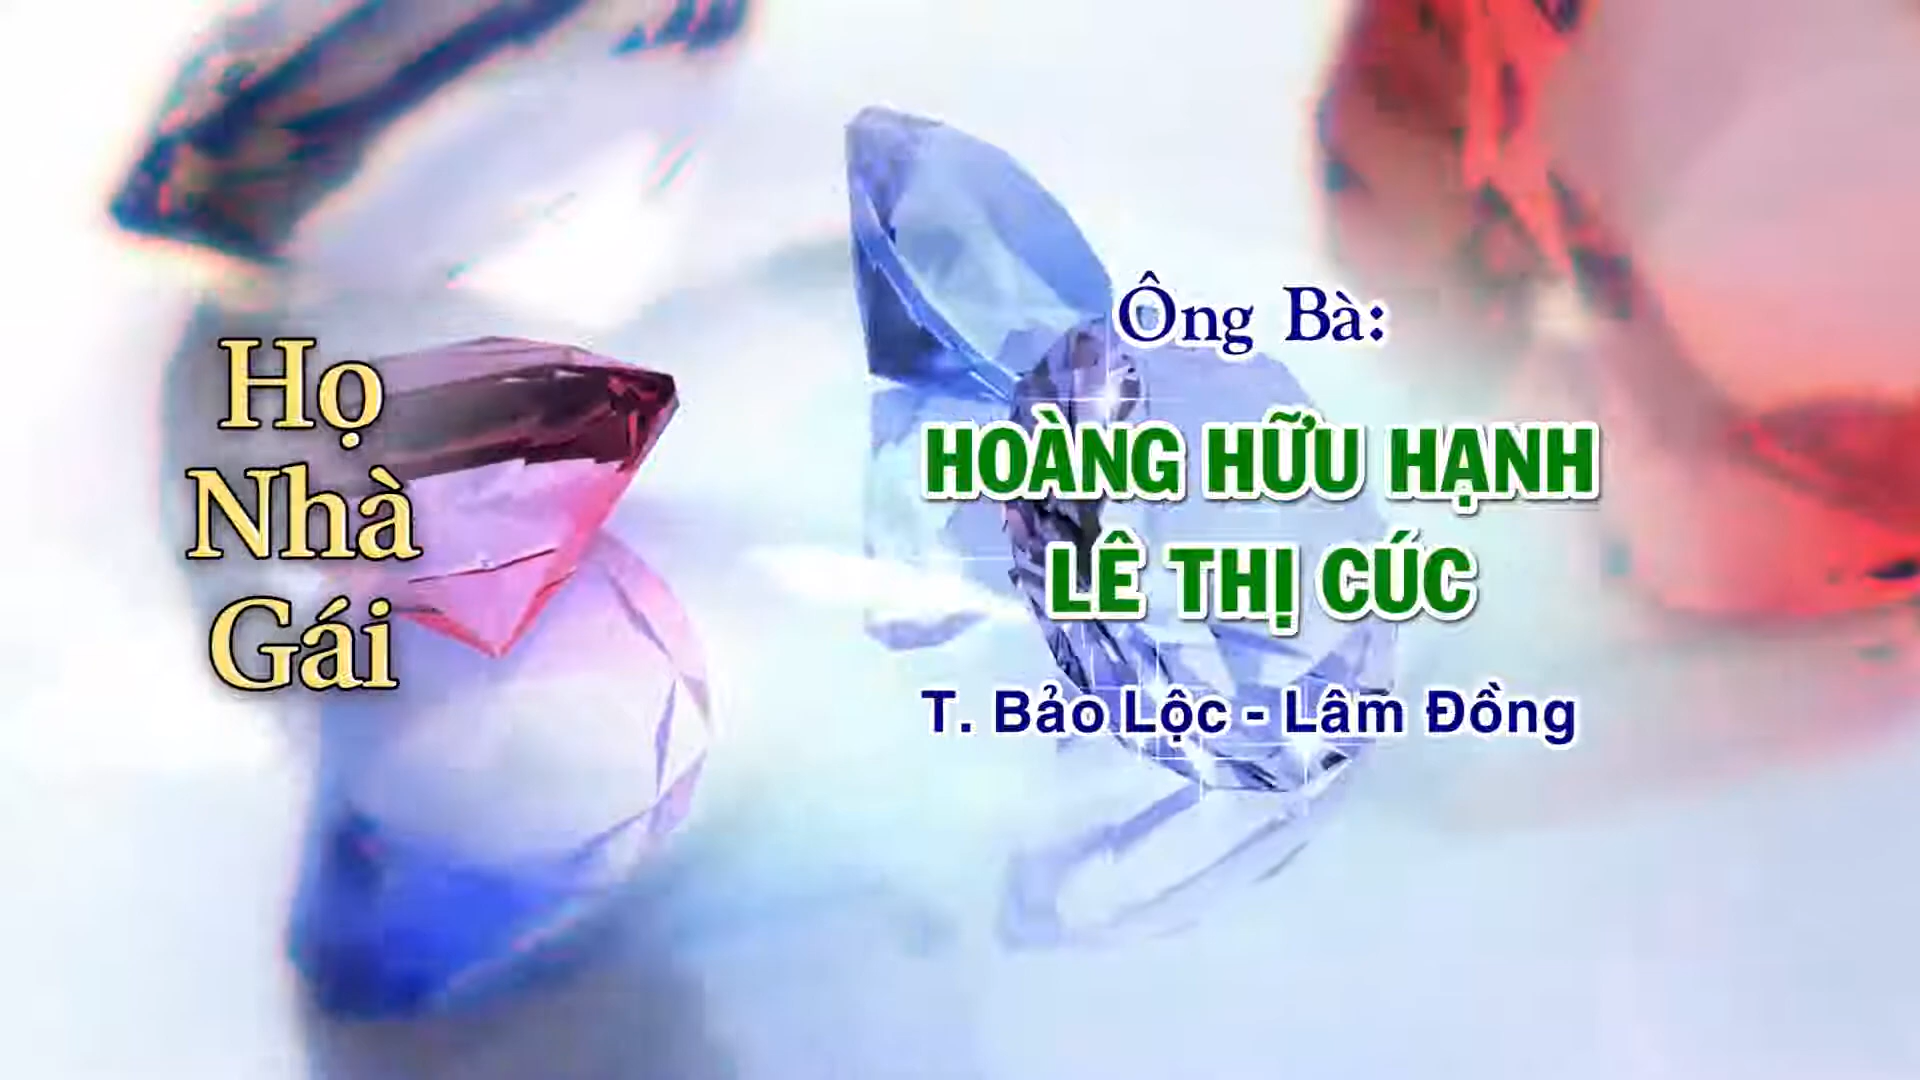 Họ
Nhà
Gái
Ông Bà:
HOÀNG HỮU HẠNH
LÊ THỊ CÚC
T. Bảo Lộc - Lâm Đồng